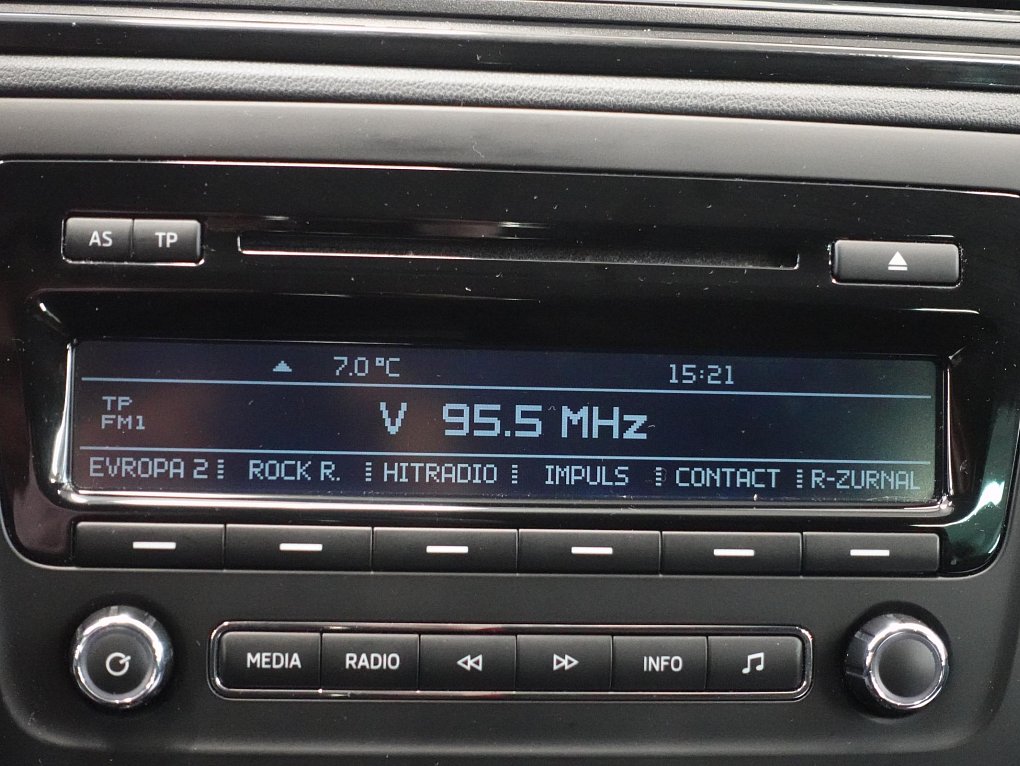 AS TP
7.0 °C 15:21
TP
FM1
V 95.5 MHz
EVROPA 2 ROCK R. HITRADIO IMPULS CONTACT R-ZURNAL
MEDIA RADIO INFO